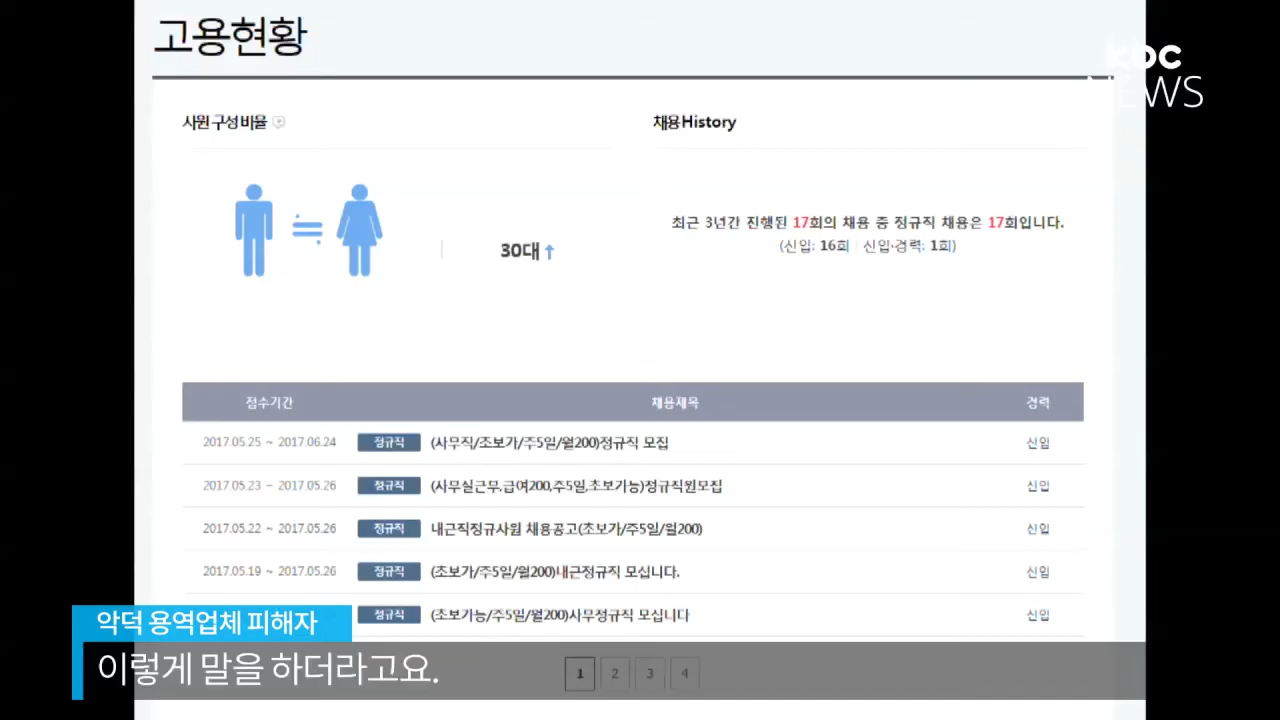 고용현황
kbc
NEWS
사원 구성 비율
채용History
30대↑
최근 3년간 진행된 17회의 채용 중 정규직 채용은 17회입니다.
(신입: 16회 | 신입·경력: 1회)
접수기간 채용제목 경력
2017.05.25 ~ 2017.06.24 정규직 (사무직/초보가/주5일/월200)정규직 모집 신입
2017.05.23 ~ 2017.05.26 정규직 (사무실근무,급여200,주5일,초보가능)정규직원모집 신입
2017.05.22 ~ 2017.05.26 정규직 내근직정규사원 채용공고(초보가/주5일/월200) 신입
2017.05.19 ~ 2017.05.26 정규직 (초보가/주5일/월200)내근정규직 모십니다. 신입
정규직 (초보가능/주5일/월200)사무정규직 모십니다 신입
악덕 용역업체 피해자
이렇게 말을 하더라고요.
1 2 3 4